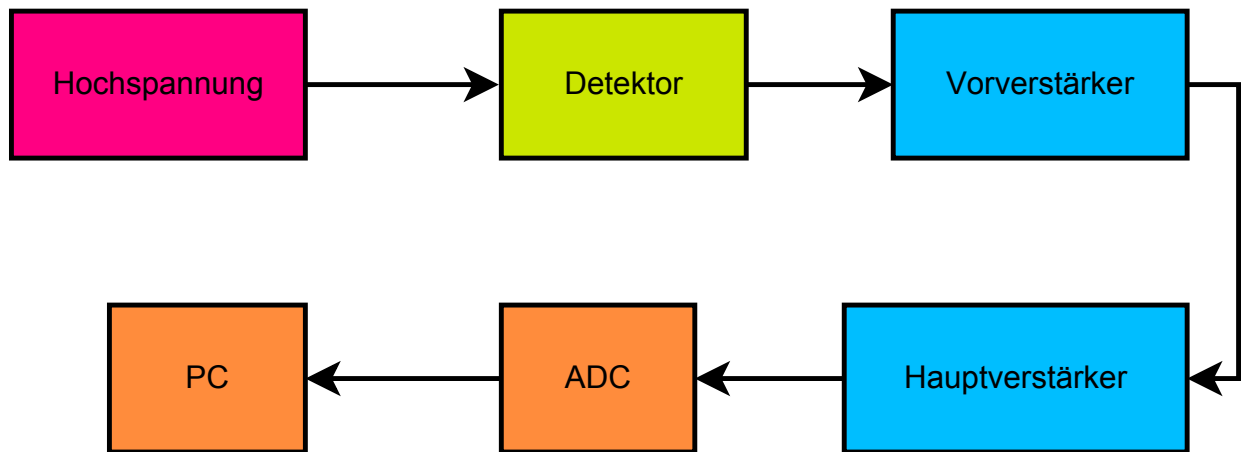 Hochspannung
Detektor
Vorverstärker
PC
ADC
Hauptverstärker